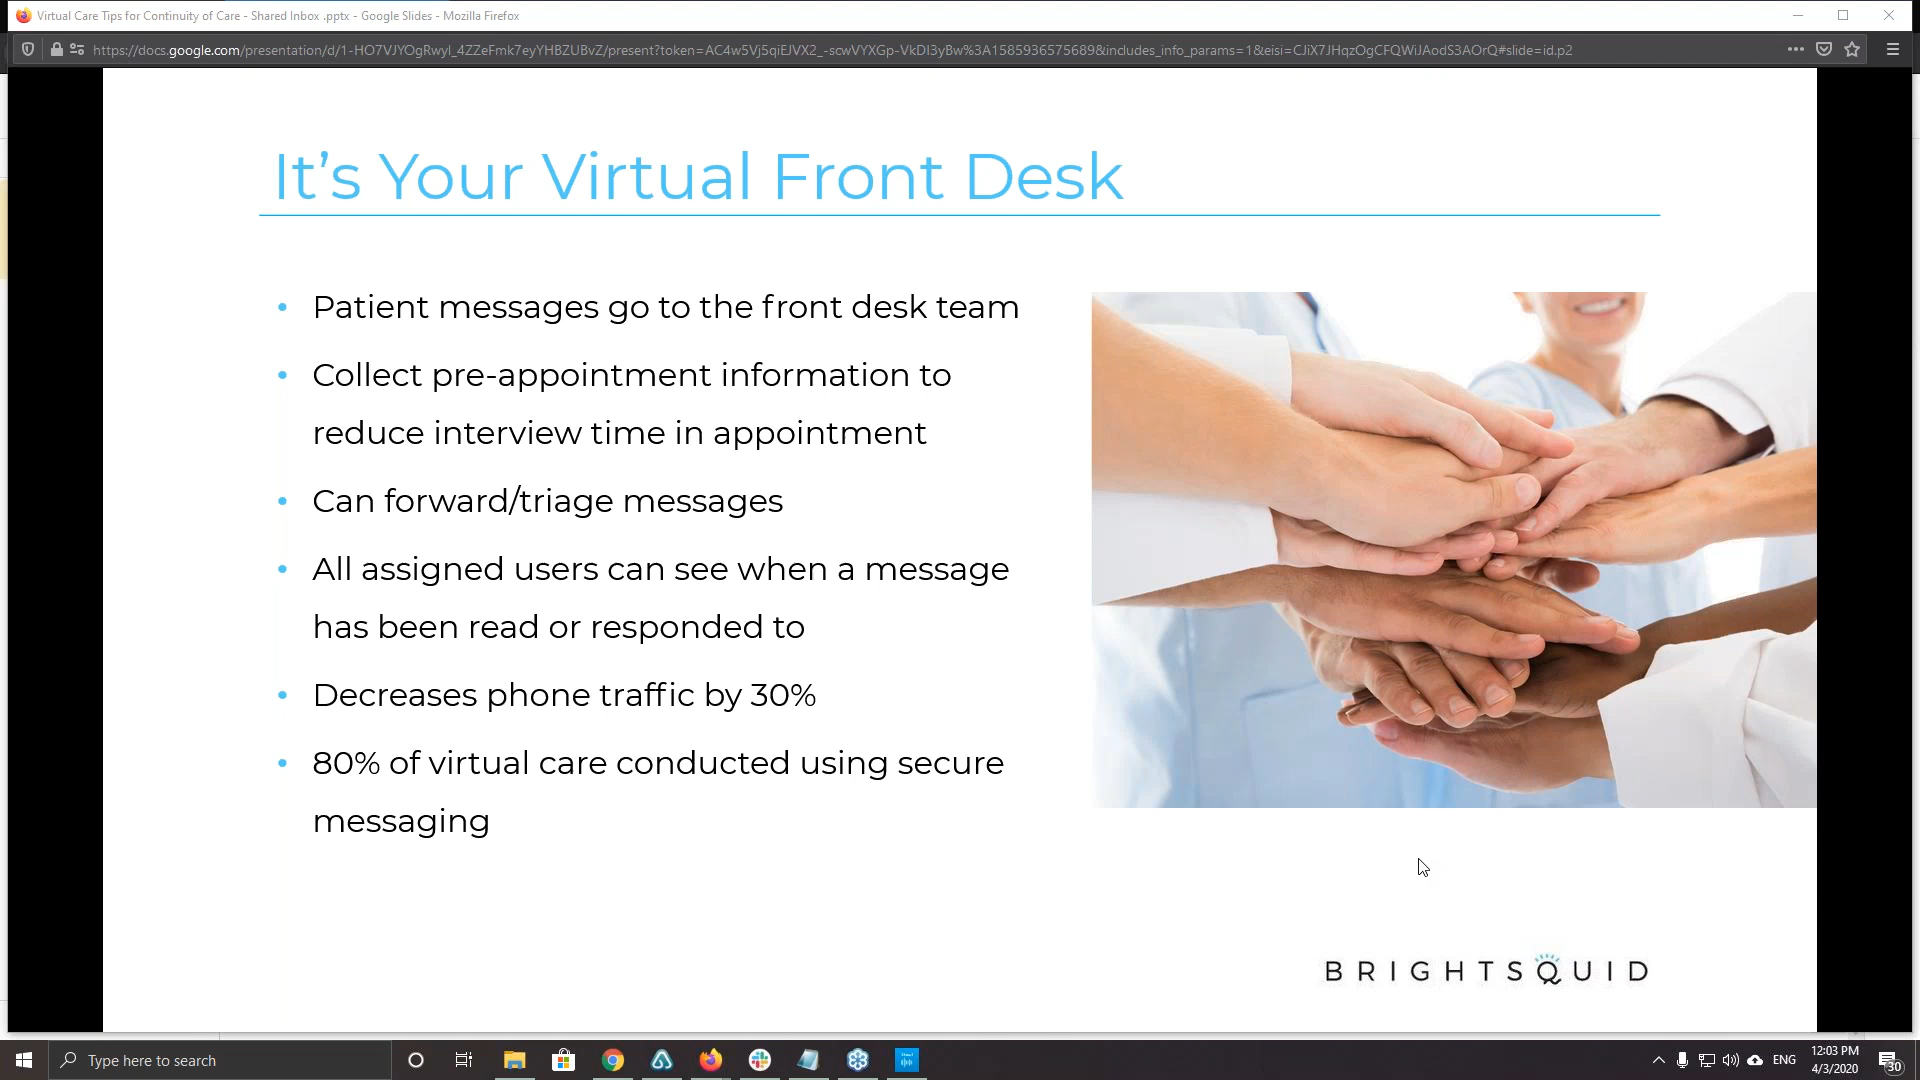 Virtual Care Tips for Continuity of Care - Shared Inbox .pptx - Google Slides - Mozilla Firefox
https://docs.google.com/presentation/d/1-HO7VJYOgRwyl_4ZZeFmk7eyYHBZUBvZ/present?token=AC4w5Vj5qiEJVX2_-scwVYXGp-VkDI3yBw%3A1585936575689&includes_info_params=1&eisi=CJiX7JHqzOgCFQWiJAodS3AOrQ#slide=id.p2
It’s Your Virtual Front Desk
• Patient messages go to the front desk team
• Collect pre-appointment information to
reduce interview time in appointment
• Can forward/triage messages
• All assigned users can see when a message
has been read or responded to
• Decreases phone traffic by 30%
• 80% of virtual care conducted using secure
messaging
BRIGHTSQUID
Type here to search
ENG
12:03 PM
4/3/2020
30